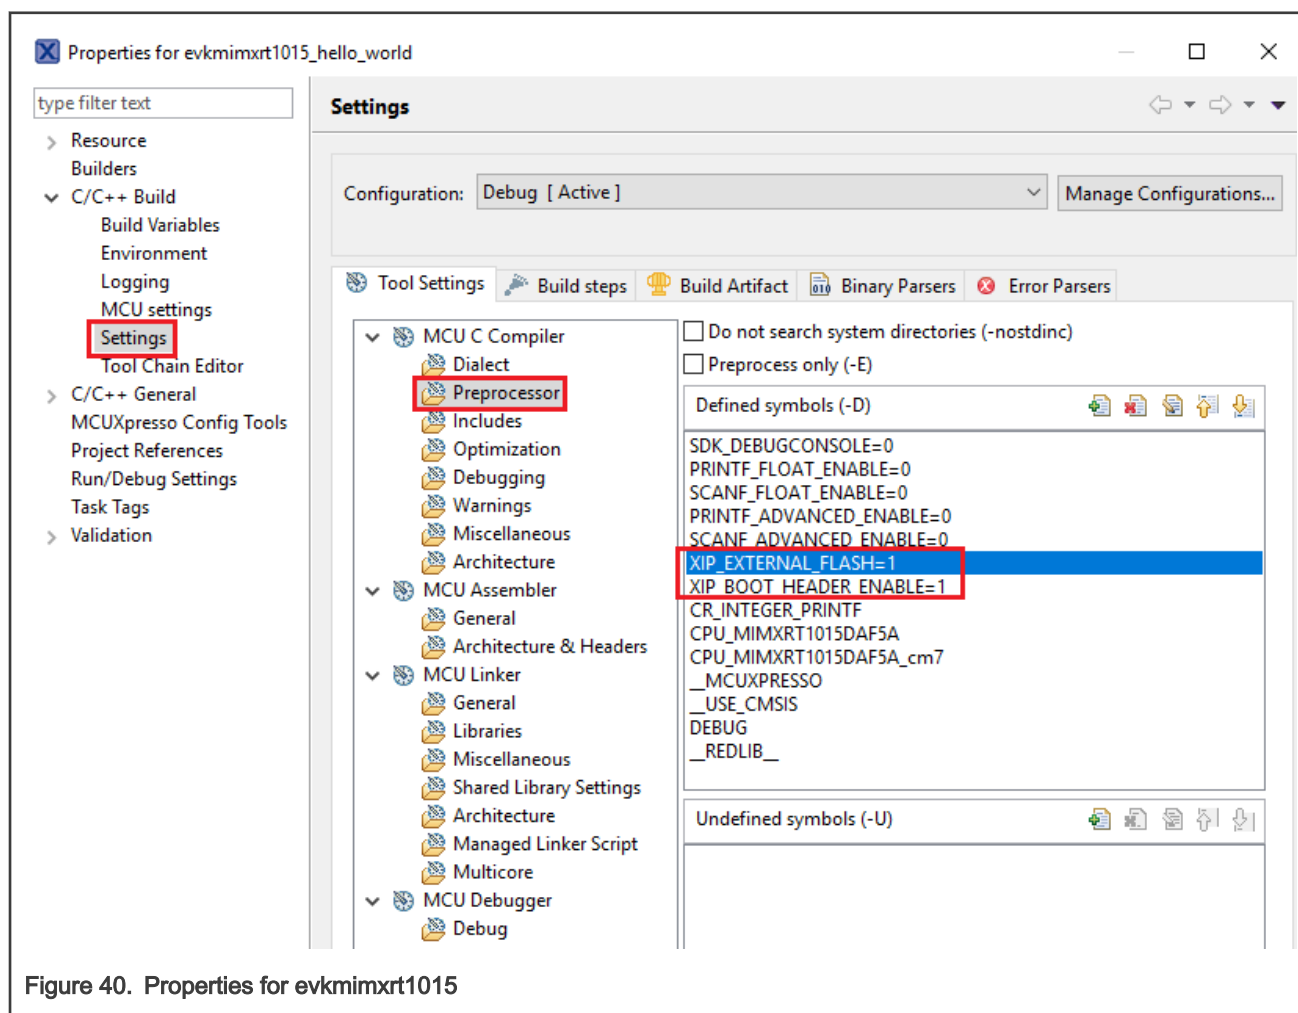 Properties for evkmimxrt1015_hello_world
type filter text
Resource
Builders
C/C++ Build
Build Variables
Environment
Logging
MCU settings
Settings
Tool Chain Editor
C/C++ General
MCUXpresso Config Tools
Project References
Run/Debug Settings
Task Tags
Validation
Settings
Configuration: Debug [ Active ] Manage Configurations...
Tool Settings Build steps Build Artifact Binary Parsers Error Parsers
MCU C Compiler
Dialect
Preprocessor
Includes
Optimization
Debugging
Warnings
Miscellaneous
Architecture
MCU Assembler
General
Architecture & Headers
MCU Linker
General
Libraries
Miscellaneous
Shared Library Settings
Architecture
Managed Linker Script
Multicore
MCU Debugger
Debug
Do not search system directories (-nostdinc)
Preprocess only (-E)
Defined symbols (-D)
SDK_DEBUGCONSOLE=0
PRINTF_FLOAT_ENABLE=0
SCANF_FLOAT_ENABLE=0
PRINTF_ADVANCED_ENABLE=0
SCANF_ADVANCED_ENABLE=0
XIP_EXTERNAL_FLASH=1
XIP_BOOT_HEADER_ENABLE=1
CR_INTEGER_PRINTF
CPU_MIMXRT1015DAF5A
CPU_MIMXRT1015DAF5A_cm7
__MCUXPRESSO
__USE_CMSIS
DEBUG
__REDLIB__
Undefined symbols (-U)
Figure 40. Properties for evkmimxrt1015